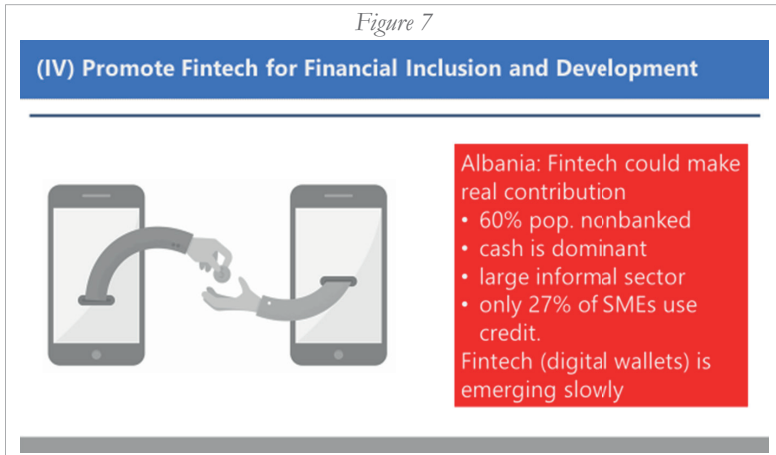 Figure 7
(IV) Promote Fintech for Financial Inclusion and Development
Albania: Fintech could make
real contribution
• 60% pop. nonbanked
• cash is dominant
• large informal sector
• only 27% of SMEs use
credit.
Fintech (digital wallets) is
emerging slowly